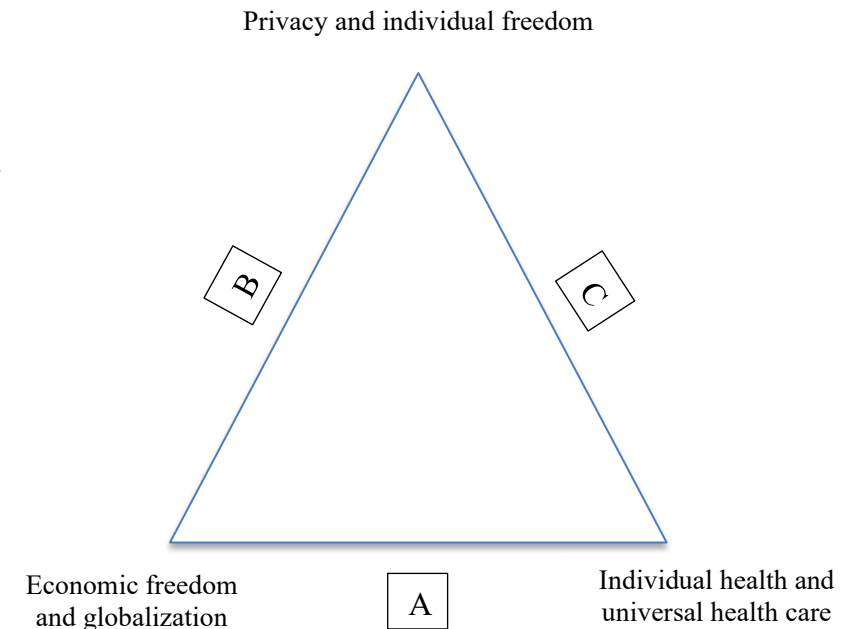 Privacy and individual freedom
B
C
Economic freedom
and globalization
A
Individual health and
universal health care